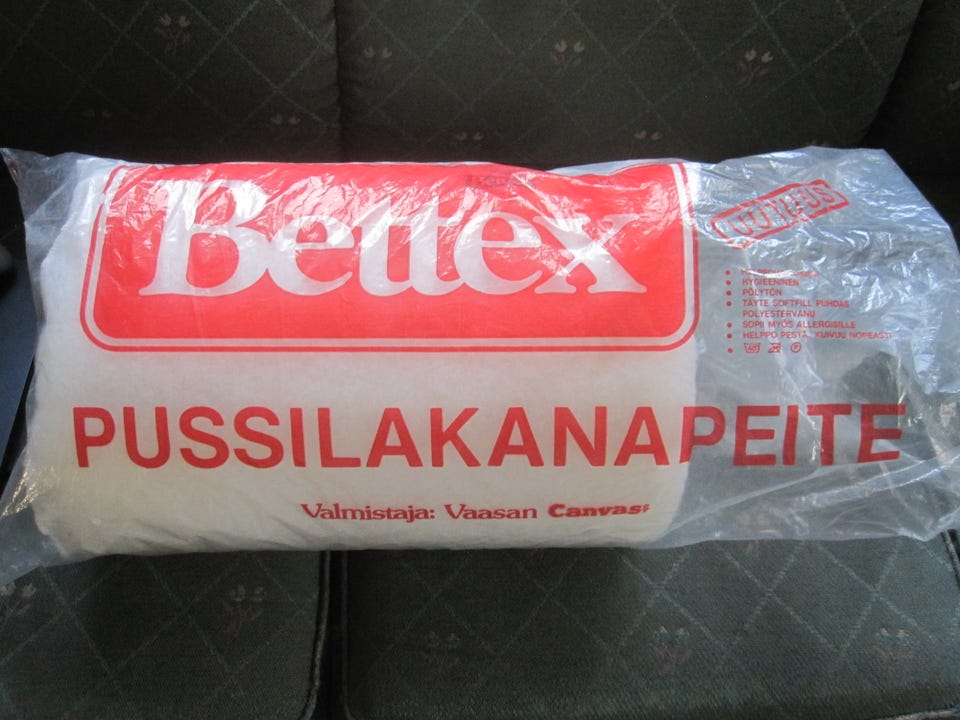 Bettex
UUTUUS
HYGIEENINEN
PÖLYTÖN
TÄYTE SOFTFILL PUHDAS
POLYESTERVANU
SOPII MYÖS ALLERGISILLE
HELPPO PESTÄ, KUIVUU NOPEASTI
PUSSILAKANAPEITE
Valmistaja: Vaasan Canvas